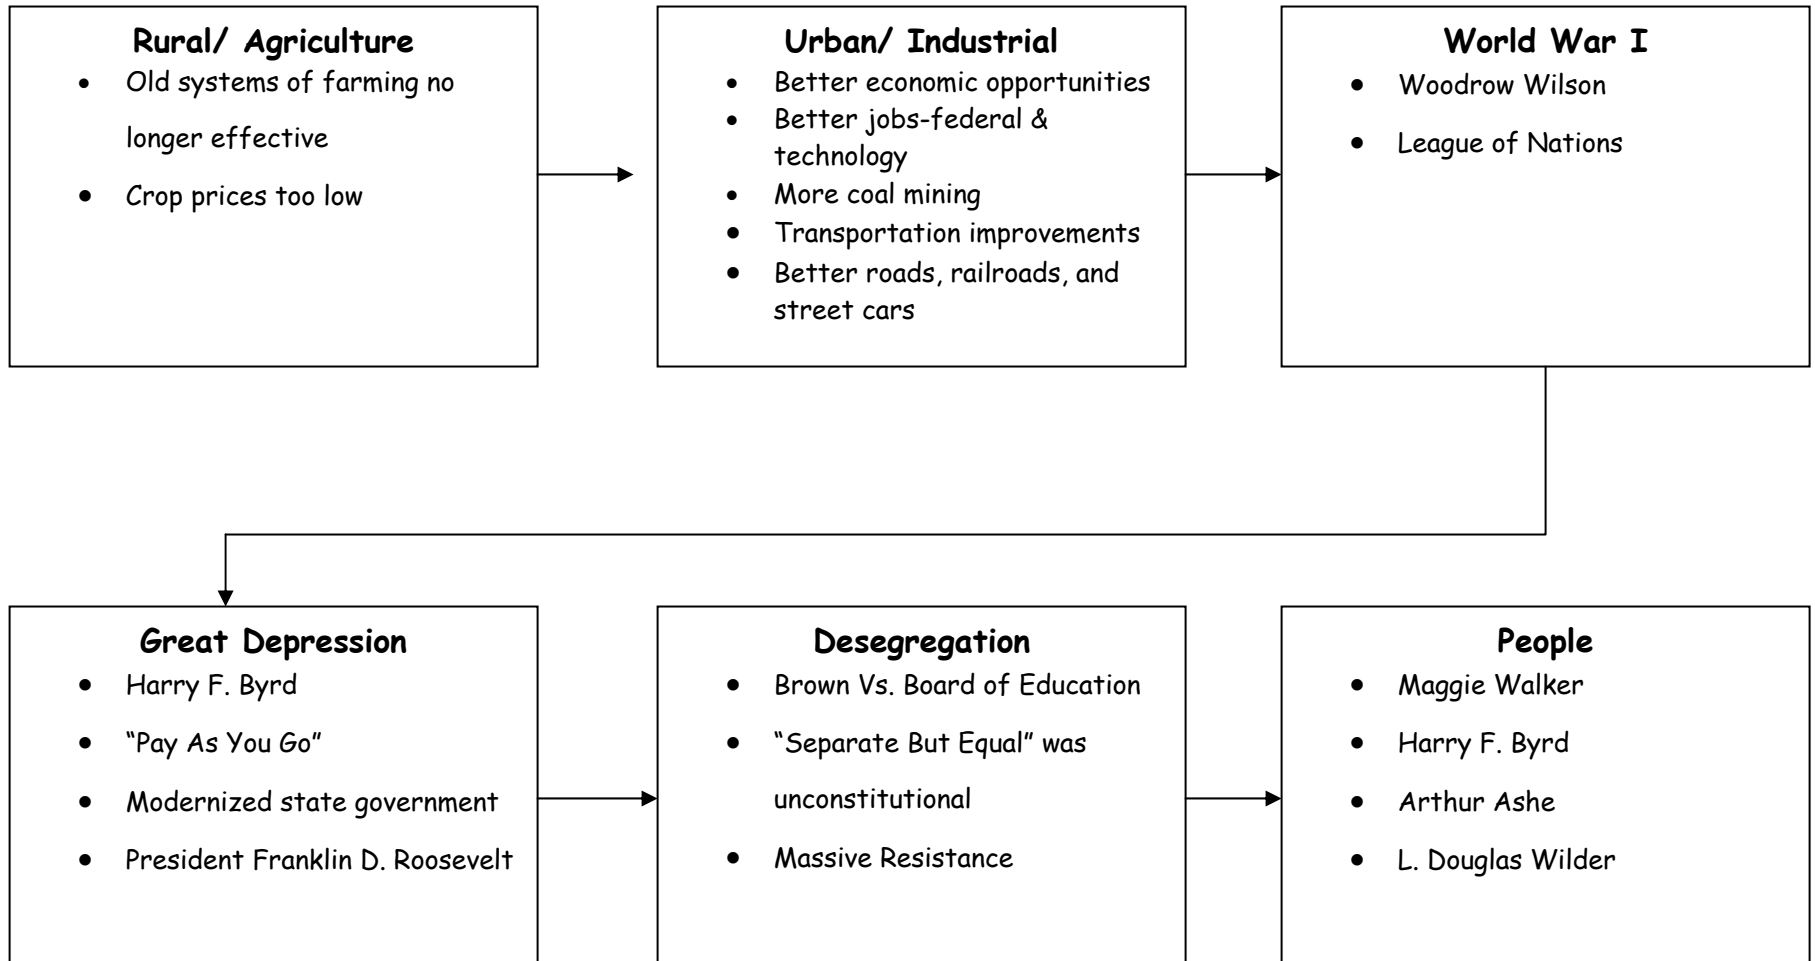 Rural/ Agriculture
• Old systems of farming no
longer effective
• Crop prices too low
Urban/ Industrial
• Better economic opportunities
• Better jobs-federal &
technology
• More coal mining
• Transportation improvements
• Better roads, railroads, and
street cars
World War I
• Woodrow Wilson
• League of Nations
Great Depression
• Harry F. Byrd
• “Pay As You Go”
• Modernized state government
• President Franklin D. Roosevelt
Desegregation
• Brown Vs. Board of Education
• “Separate But Equal” was
unconstitutional
• Massive Resistance
People
• Maggie Walker
• Harry F. Byrd
• Arthur Ashe
• L. Douglas Wilder